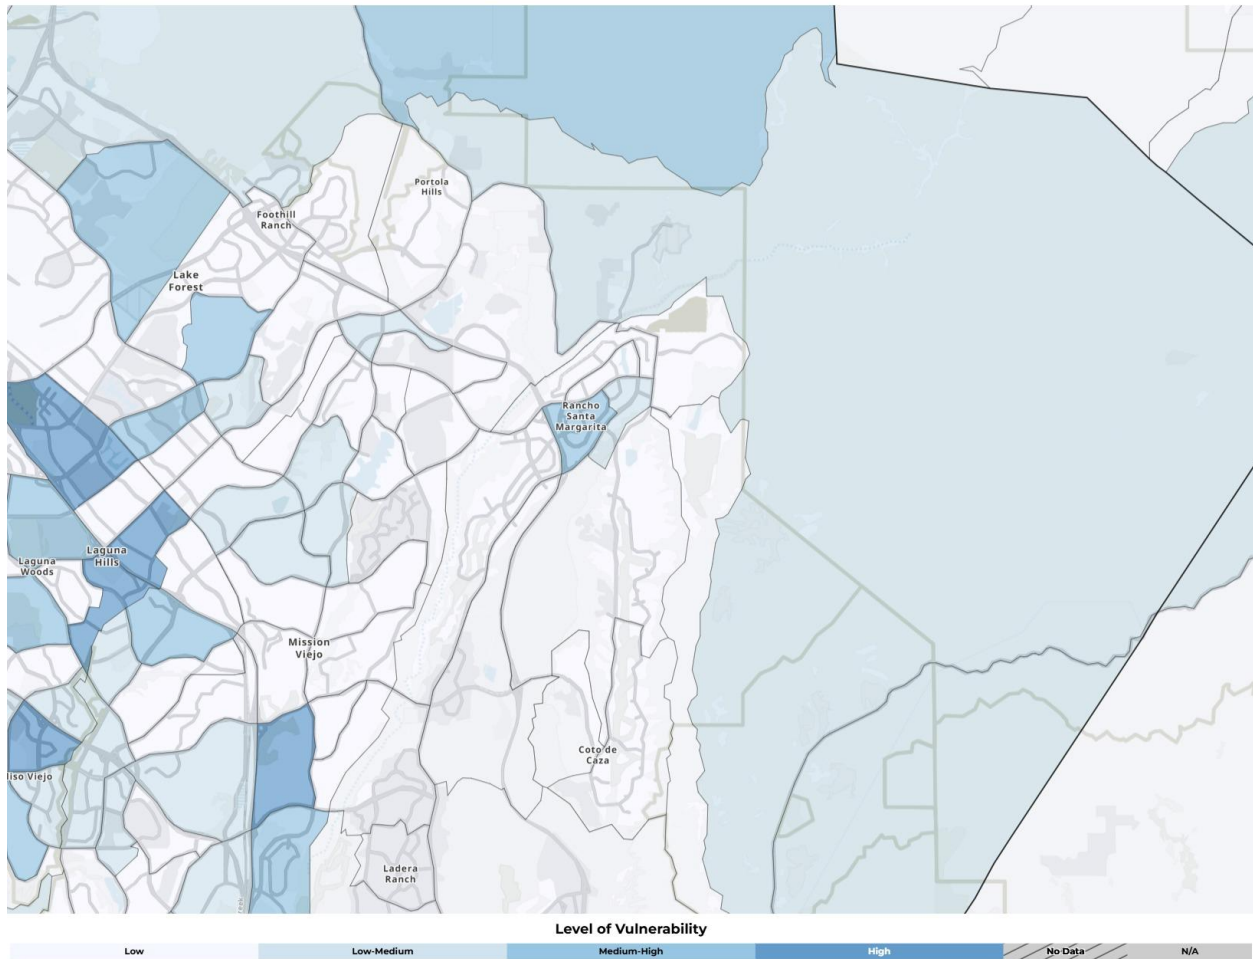 Portola
Hills
Foothill
Ranch
Lake
Forest
Rancho
Santa
Margarita
Laguna
Hills
Laguna
Woods
Mission
Viejo
Coto de
Caza
liso Viejo
Ladera
Ranch
Level of Vulnerability
Low
Low-Medium
Medium-High
High
No Data
N/A